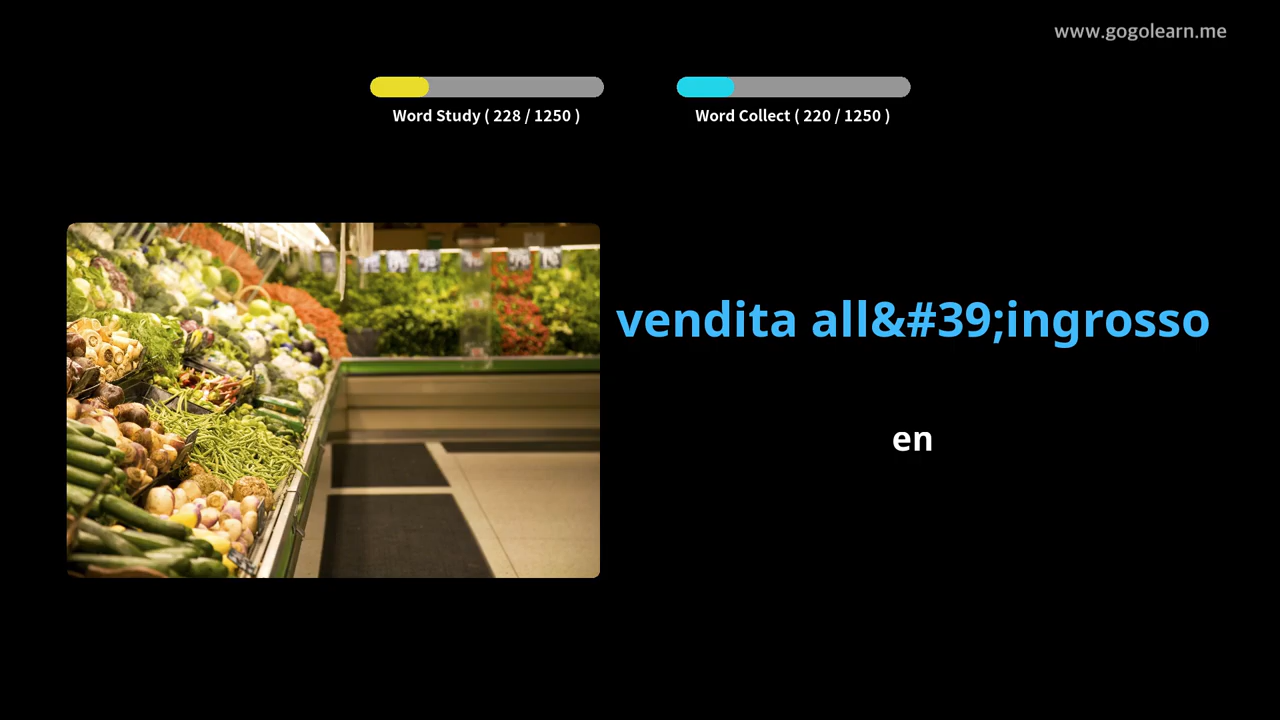 www.gogolearn.me
Word Study ( 228 / 1250 )
Word Collect ( 220 / 1250 )
vendita all&#39;ingrosso
en